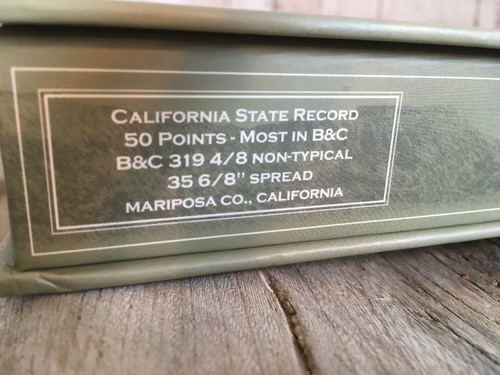 CALIFORNIA STATE RECORD
50 POINTS - MOST IN B&C
B&C 319 4/8 NON-TYPICAL
35 6/8" SPREAD
MARIPOSA CO., CALIFORNIA